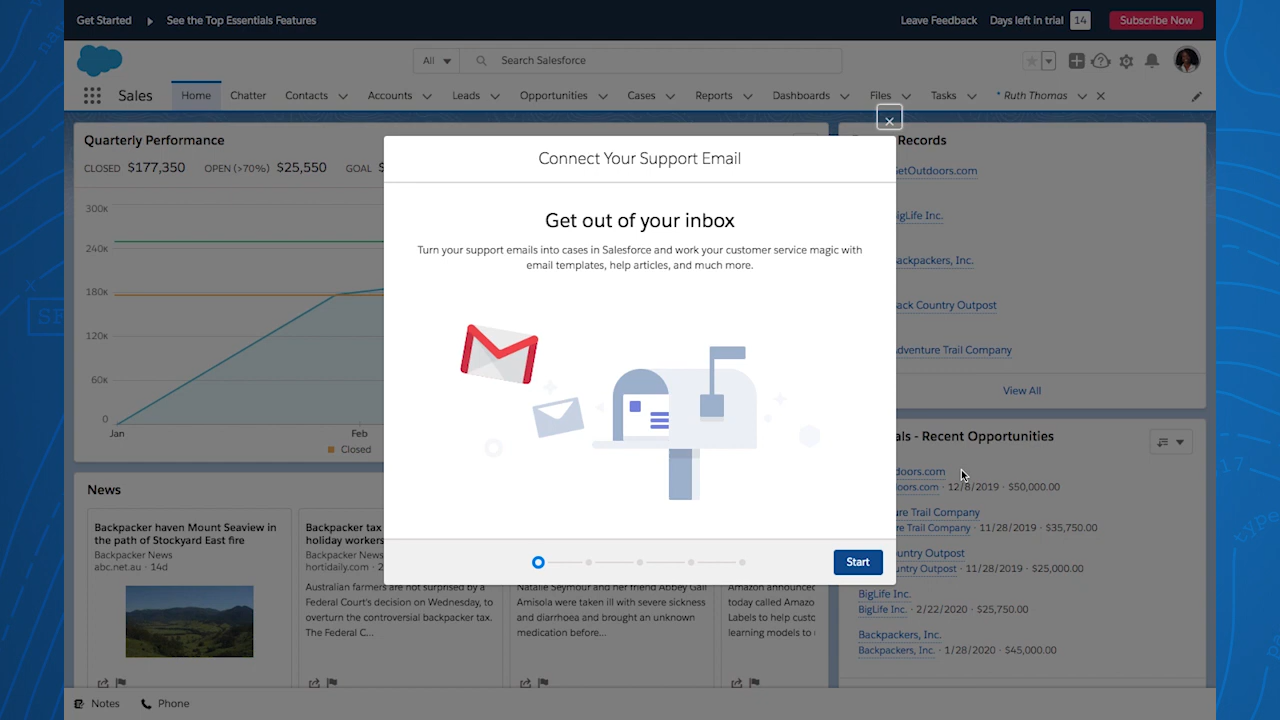 Get Started
See the Top Essentials Features
Leave Feedback
Days left in trial 14
Subscribe Now
All
Search Salesforce
Sales
Home
Chatter
Contacts
Accounts
Leads
Opportunities
Cases
Reports
Dashboards
Files
Tasks
* Ruth Thomas
Quarterly Performance
CLOSED $177,350 OPEN (>70%) $25,550 GOAL $
300K
240K
180K
120K
60K
0
Jan
Feb
Closed
Connect Your Support Email
Get out of your inbox
Turn your support emails into cases in Salesforce and work your customer service magic with
email templates, help articles, and much more.
Start
Records
GetOutdoors.com
BigLife Inc.
Backpackers, Inc.
Back Country Outpost
Adventure Trail Company
View All
als - Recent Opportunities
doors.com
doors.com · 12/8/2019 · $50,000.00
ure Trail Company
re Trail Company · 11/28/2019 · $35,750.00
untry Outpost
untry Outpost · 11/28/2019 · $25,000.00
BigLife Inc.
BigLife Inc. · 2/22/2020 · $25,750.00
Backpackers, Inc.
Backpackers, Inc. · 1/28/2020 · $45,000.00
News
Backpacker haven Mount Seaview in
the path of Stockyard East fire
Backpacker News
abc.net.au · 14d
Backpacker tax
holiday workers
Backpacker News
hortidaily.com · 2
Australian farmers are not surprised by a
Federal Court's decision on Wednesday, to
overturn the controversial backpacker tax.
The Federal C...
Natalie Seymour and her friend Abbey Gail
Amisola were taken ill with severe sickness
and diarrhoea and brought an unknown
medication before...
Amazon announced
today called Amazo
Labels to help custo
learning models to
Notes
Phone